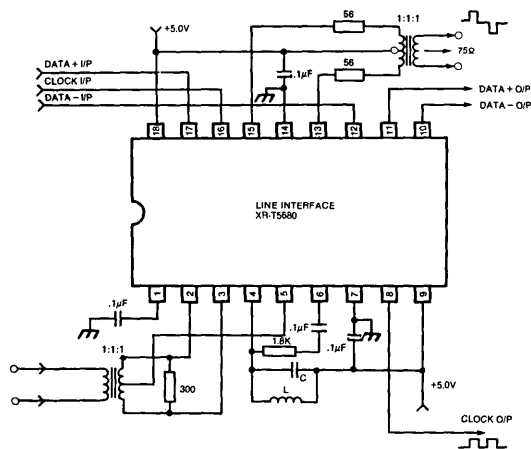 +5.0V
56
1:1:1
DATA + I/P
CLOCK I/P
DATA − I/P
.1µF
56
75Ω
DATA + O/P
DATA − O/P
18 17 16 15 14 13 12 11 10
LINE INTERFACE
XR-T5680
1 2 3 4 5 6 7 8 9
.1µF
.1µF
1.8K
.1µF
1:1:1
300
C
L
+5.0V
CLOCK O/P